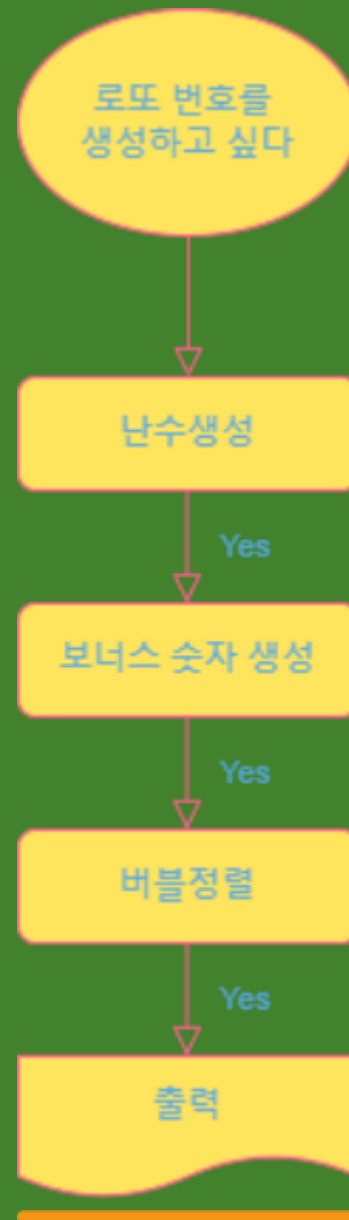 로또 번호를
생성하고 싶다
난수생성
Yes
보너스 숫자 생성
Yes
버블정렬
Yes
출력